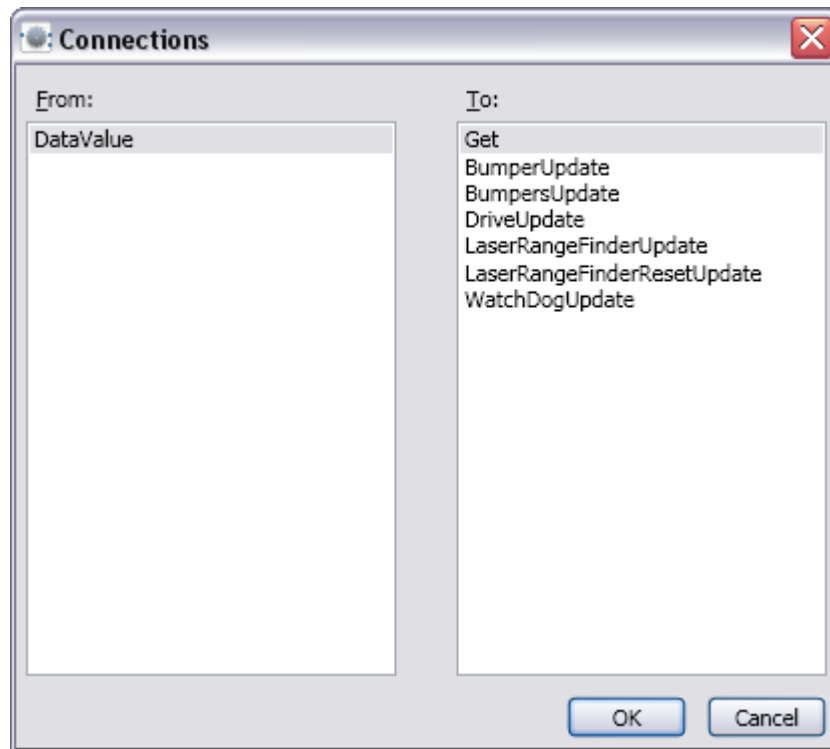 Connections
From:
DataValue
To:
Get
BumperUpdate
BumpersUpdate
DriveUpdate
LaserRangeFinderUpdate
LaserRangeFinderResetUpdate
WatchDogUpdate
OK
Cancel